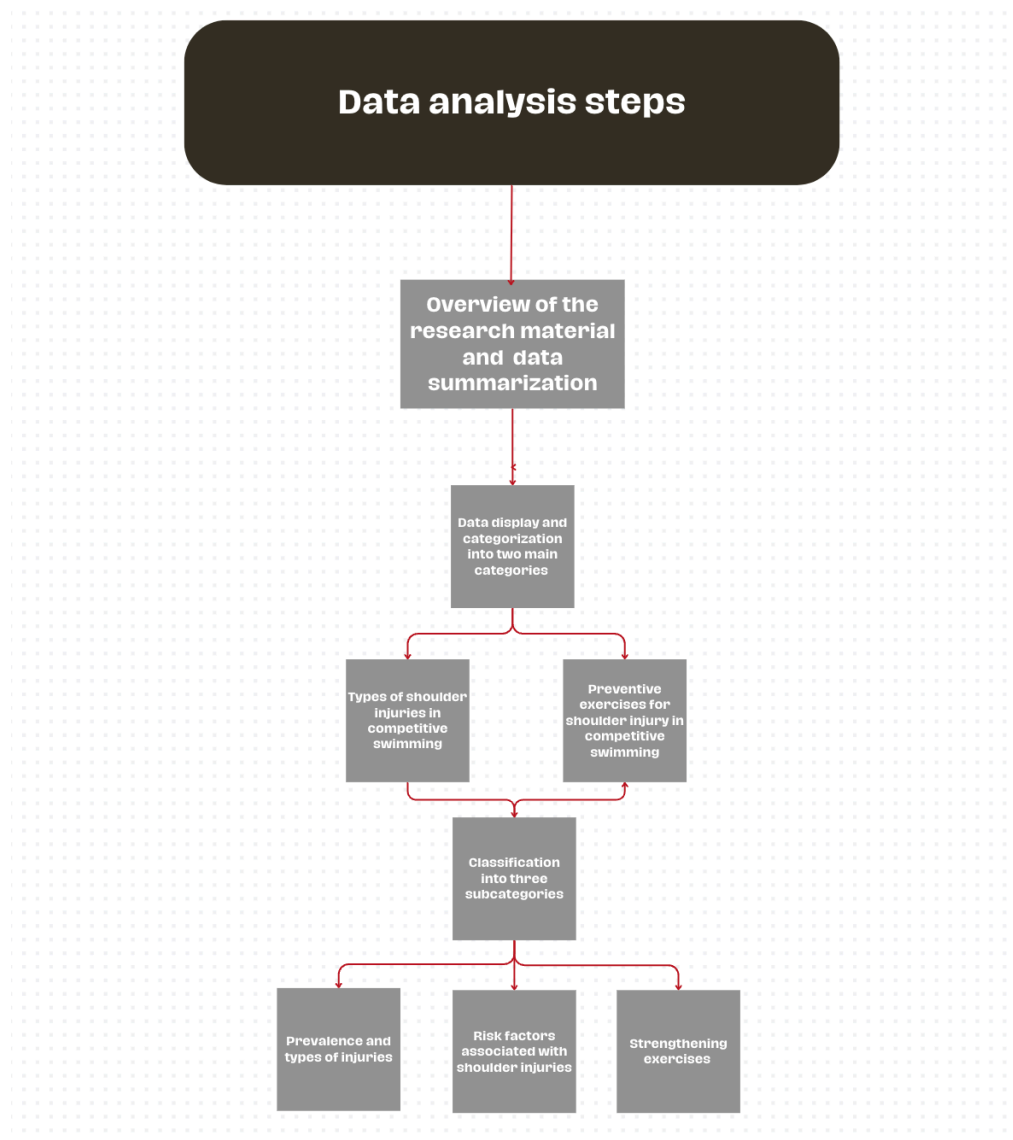 Data analysis steps
Overview of the
research material
and data
summarization
Data display and
categorization
into two main
categories
Types of shoulder
injuries in
competitive
swimming
Preventive
exercises for
shoulder injury in
competitive
swimming
Classification
into three
subcategories
Prevalence and
types of injuries
Risk factors
associated with
shoulder injuries
Strengthening
exercises